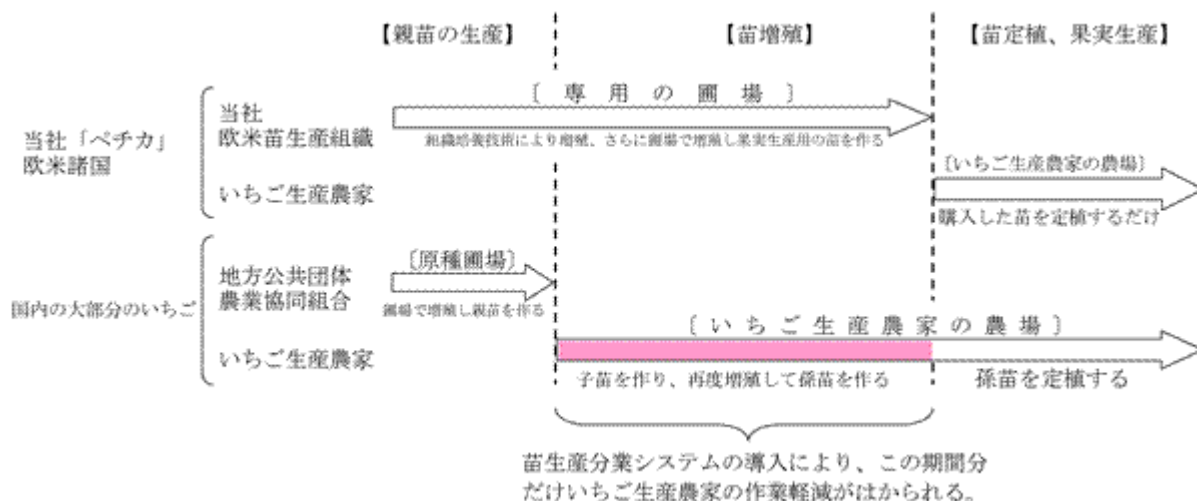 【親苗の生産】 【苗増殖】 【苗定植、果実生産】
〔専用の圃場〕
当社
欧米苗生産組織
組織培養技術により増殖、さらに圃場で増殖し果実生産用の苗を作る
当社「ペチカ」
欧米諸国
〔いちご生産農家の農場〕
いちご生産農家
購入した苗を定植するだけ
〔原種圃場〕
地方公共団体
農業協同組合
圃場で増殖し親苗を作る
国内の大部分のいちご
〔いちご生産農家の農場〕
いちご生産農家
子苗を作り、再度増殖して孫苗を作る
孫苗を定植する
苗生産分業システムの導入により、この期間分
だけいちご生産農家の作業軽減がはかられる。